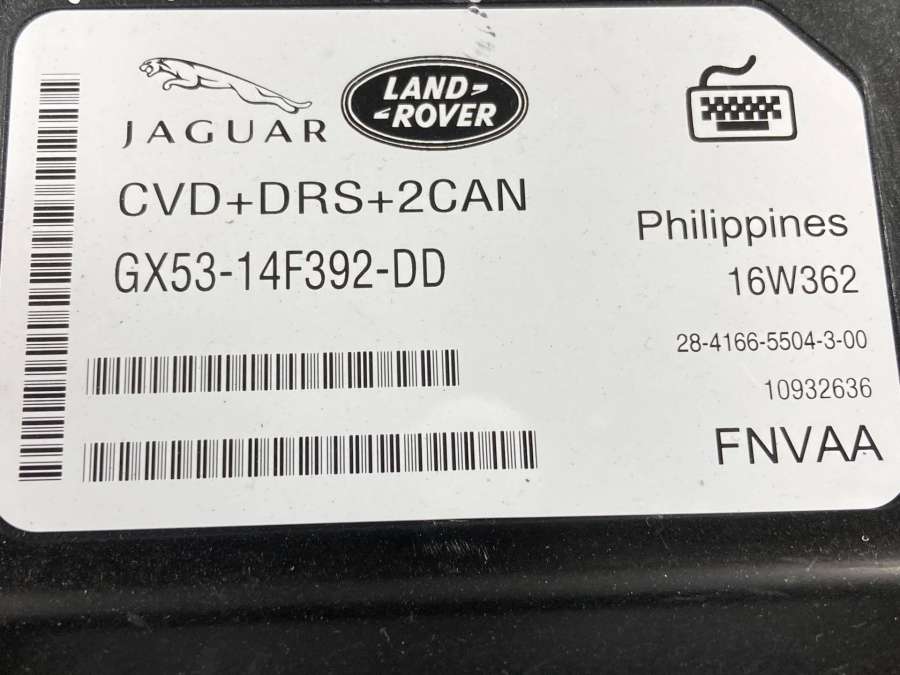 JAGUAR
LAND-
-ROVER
CVD+DRS+2CAN
GX53-14F392-DD
Philippines
16W362
28-4166-5504-3-00
10932636
FNVAA